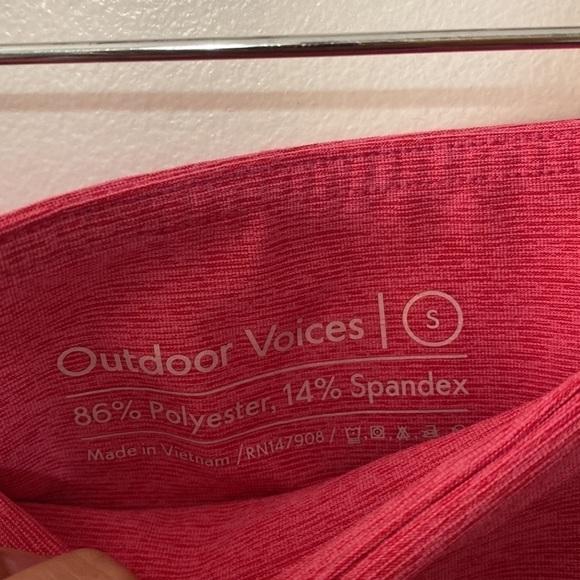 Outdoor Voices | S
86% Polyester, 14% Spandex
Made in Vietnam /RN147908 /